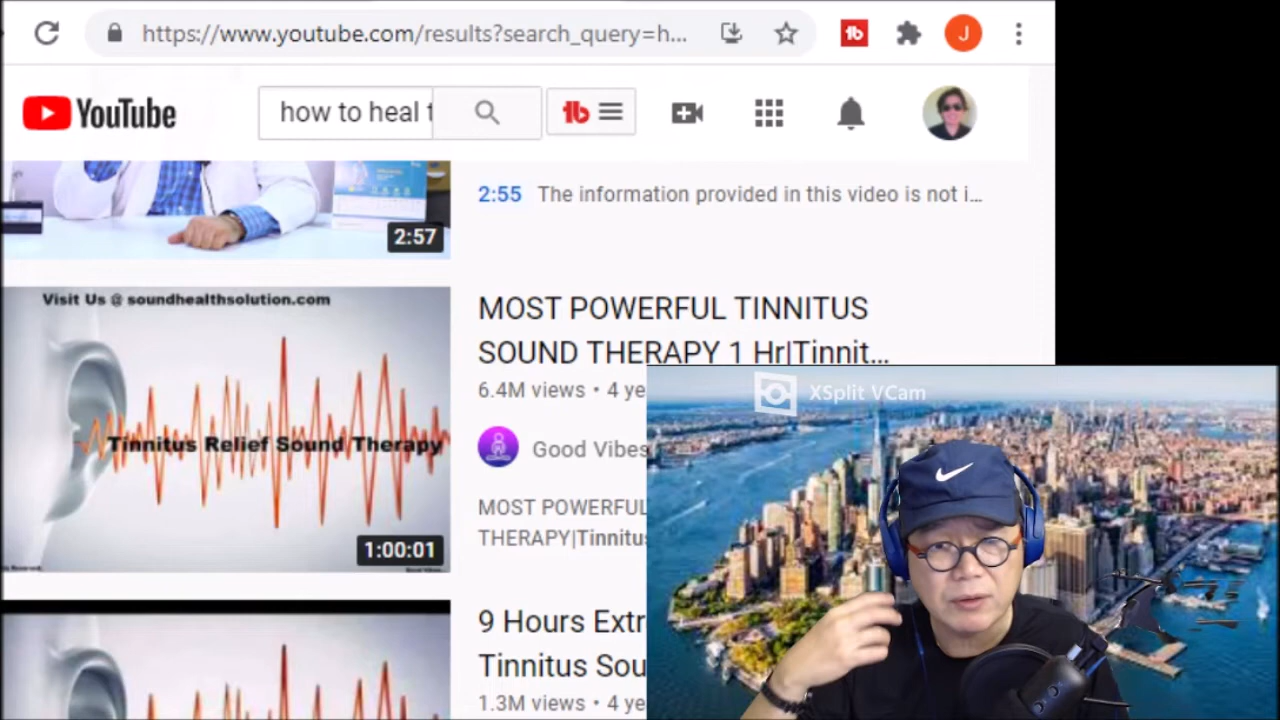 https://www.youtube.com/results?search_query=h...
J
YouTube
how to heal t
2:55 The information provided in this video is not i...
2:57
Visit Us @ soundhealthsolution.com
Tinnitus Relief Sound Therapy
1:00:01
MOST POWERFUL TINNITUS
SOUND THERAPY 1 Hr|Tinnit...
6.4M views • 4 ye
Good Vibes
MOST POWERFUL
THERAPY|Tinnitus
XSplit VCam
9 Hours Extr
Tinnitus Sou
1.3M views • 4 ye